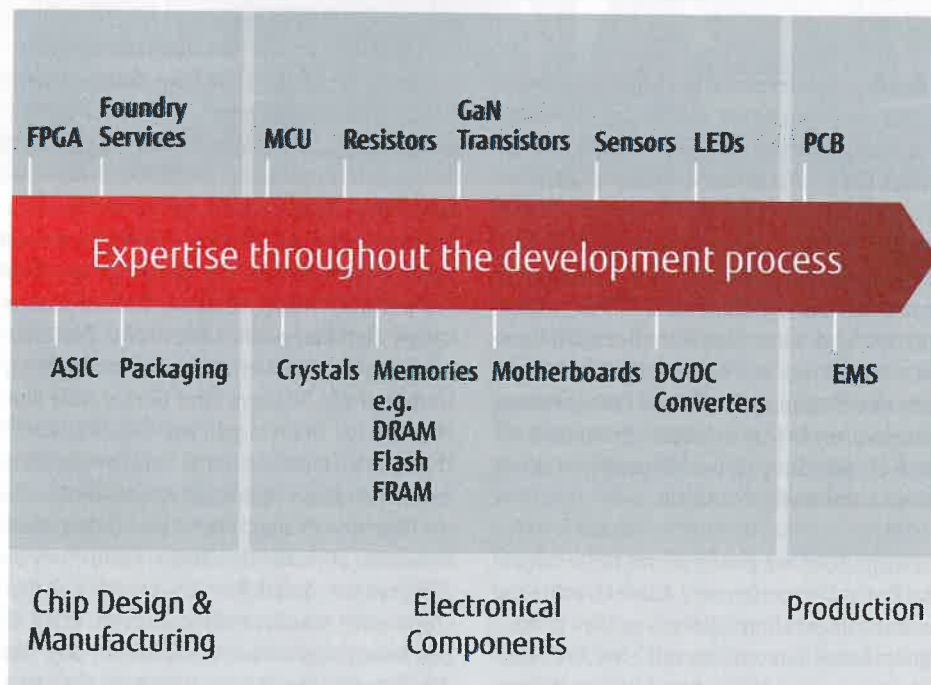 Foundry
GaN
FPGA Services MCU Resistors Transistors Sensors LEDs PCB
Expertise throughout the development process
ASIC Packaging Crystals Memories Motherboards DC/DC EMS
e.g. Converters
DRAM
Flash
FRAM
Chip Design &
Manufacturing
Electronical
Components
Production